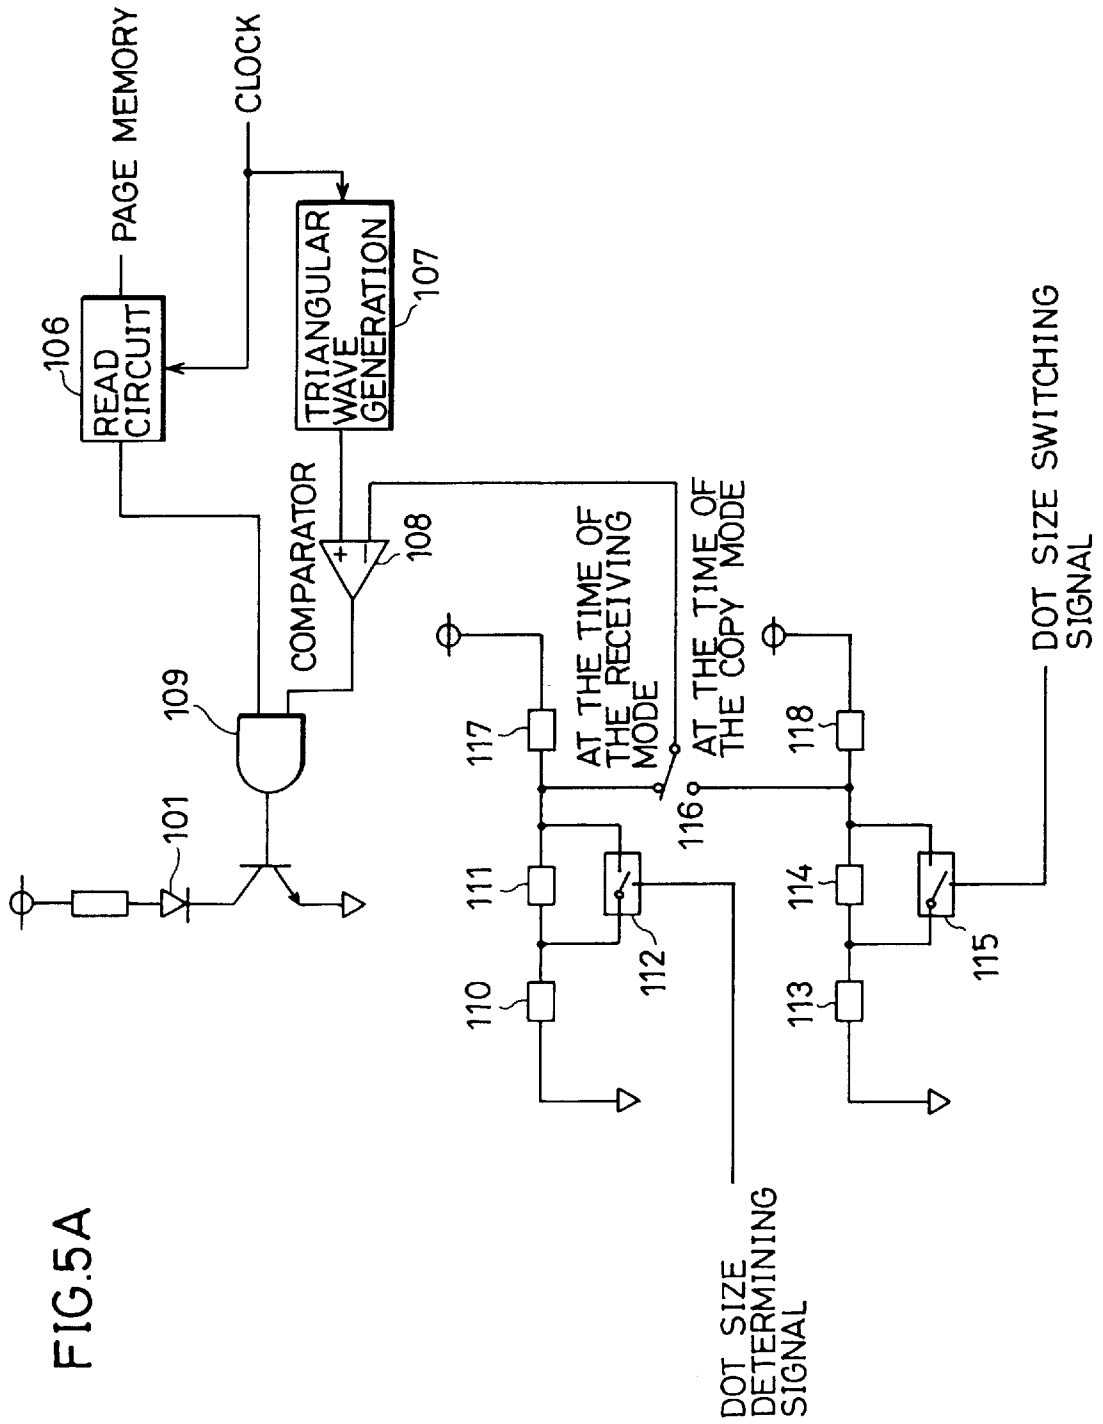 FIG.5A
101
109
106
READ
CIRCUIT
PAGE MEMORY
CLOCK
TRIANGULAR
WAVE
GENERATION
107
COMPARATOR
+
−
108
110
111
117
112
AT THE TIME OF
THE RECEIVING
MODE
116
AT THE TIME OF
THE COPY MODE
DOT SIZE
DETERMINING
SIGNAL
113
114
118
115
DOT SIZE SWITCHING
SIGNAL